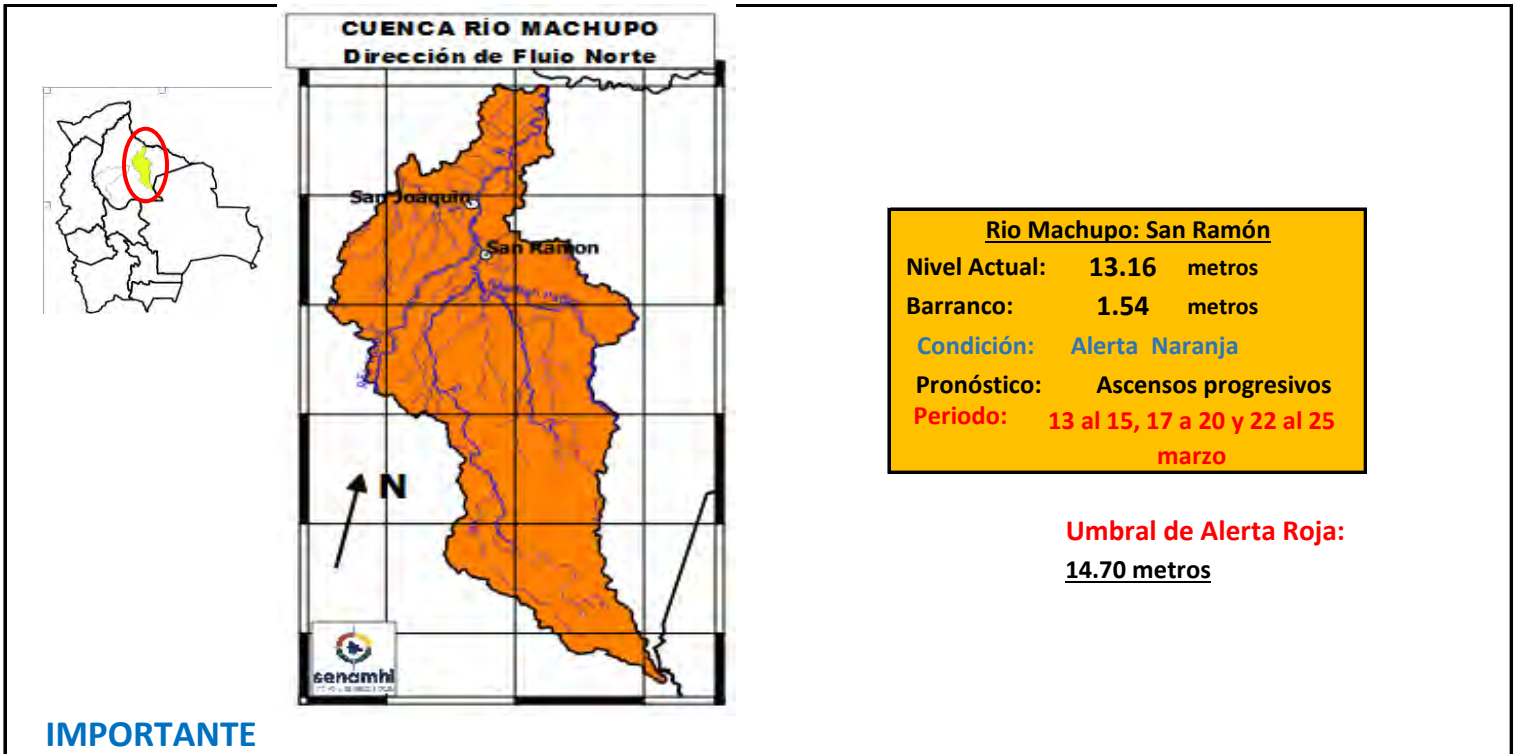 CUENCA RÍO MACHUPO
Dirección de Flujo Norte
San Joaquin
San Ramon
N
senamhi
Rio Machupo: San Ramón
Nivel Actual: 13.16 metros
Barranco: 1.54 metros
Condición: Alerta Naranja
Pronóstico: Ascensos progresivos
Periodo: 13 al 15, 17 a 20 y 22 al 25
marzo
Umbral de Alerta Roja:
14.70 metros
IMPORTANTE